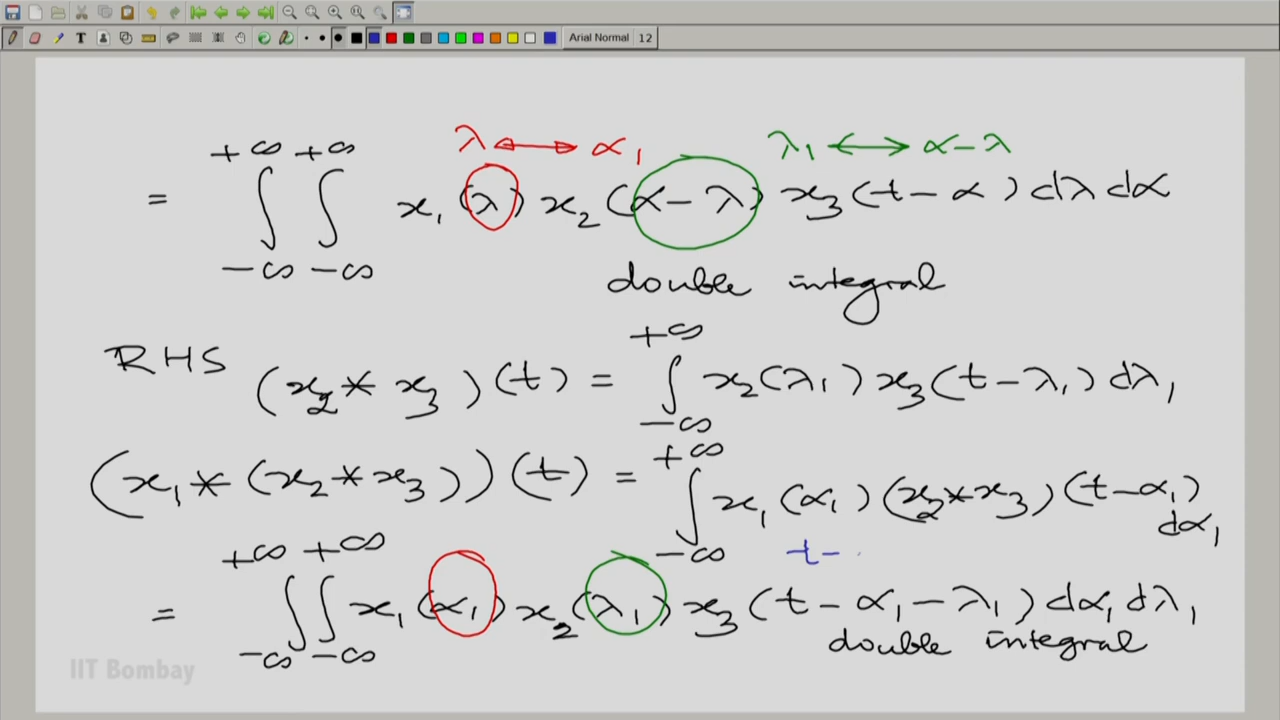 Arial Normal 12
λ ↔ α₁ λ₁ ↔ α-λ
= ∫_{-∞}^{+∞} ∫_{-∞}^{+∞} x₁(λ) x₂(α-λ) x₃(t-α) dλ dα
double integral
RHS (x₂ * x₃)(t) = ∫_{-∞}^{+∞} x₂(λ₁) x₃(t-λ₁) dλ₁
(x₁ * (x₂ * x₃))(t) = ∫_{-∞}^{+∞} x₁(α₁) (x₂ * x₃)(t-α₁) dα₁
t-
= ∫_{-∞}^{+∞} ∫_{-∞}^{+∞} x₁(α₁) x₂(λ₁) x₃(t-α₁-λ₁) dα₁ dλ₁
double integral
IIT Bombay